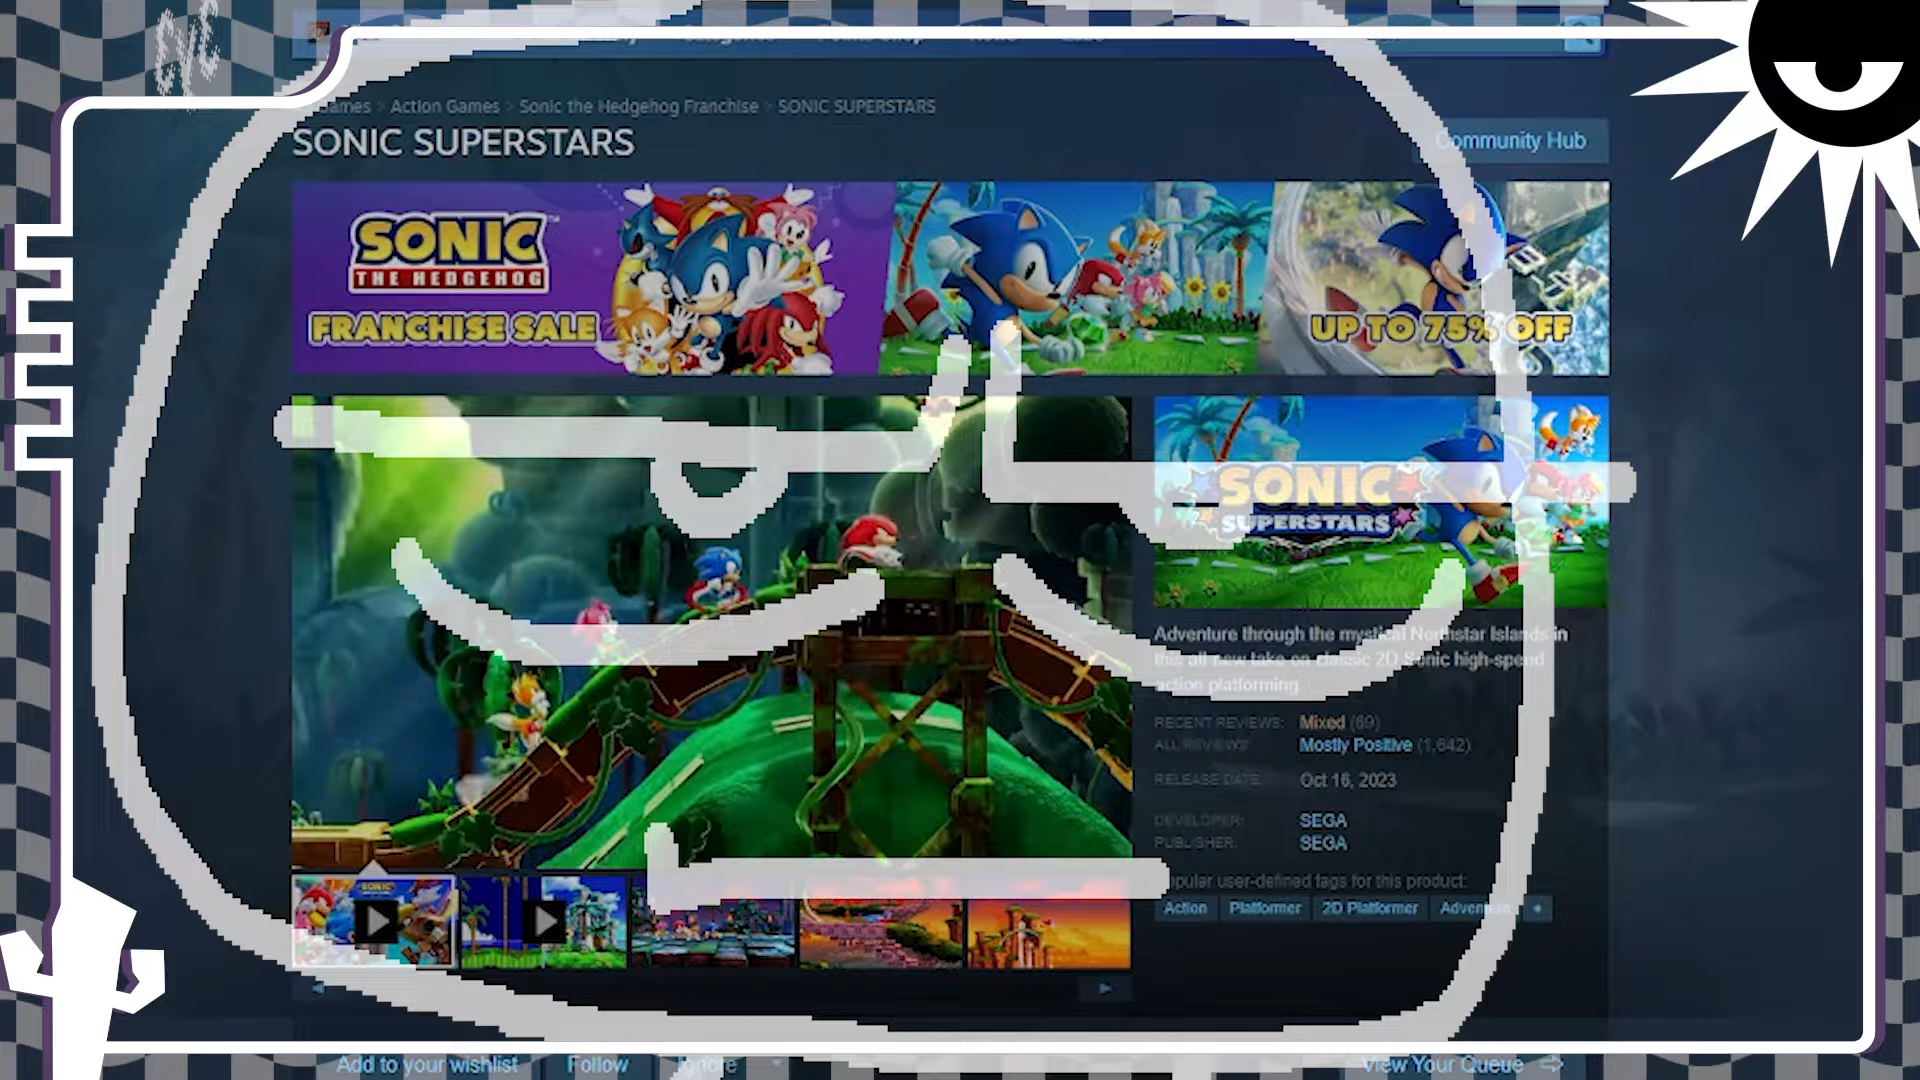 Games > Action Games > Sonic the Hedgehog Franchise > SONIC SUPERSTARS
SONIC SUPERSTARS
Community Hub
SONIC
THE HEDGEHOG
FRANCHISE SALE
UP TO 75% OFF
SONIC
SUPERSTARS
Adventure through the mystical Northstar Islands in
this all new take on classic 2D Sonic high-speed
action platforming.
RECENT REVIEWS: Mixed (69)
ALL REVIEWS: Mostly Positive (1,642)
RELEASE DATE: Oct 16, 2023
DEVELOPER: SEGA
PUBLISHER: SEGA
Popular user-defined tags for this product:
Action Platformer 2D Platformer Adventure +
SONIC
Add to your wishlist Follow Ignore View Your Queue